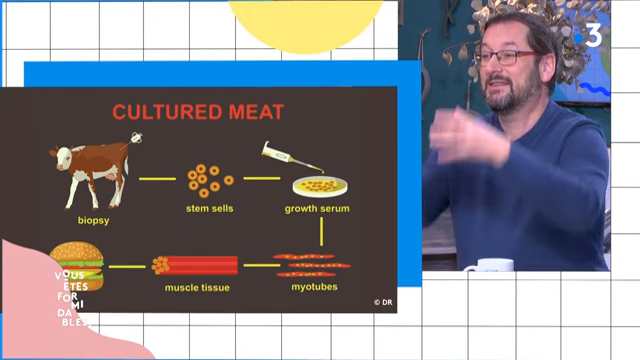 3
CULTURED MEAT
biopsy
stem sells
growth serum
muscle tissue
myotubes
VOUS
ÊTES
FOR
MI
DA
BLES
© DR